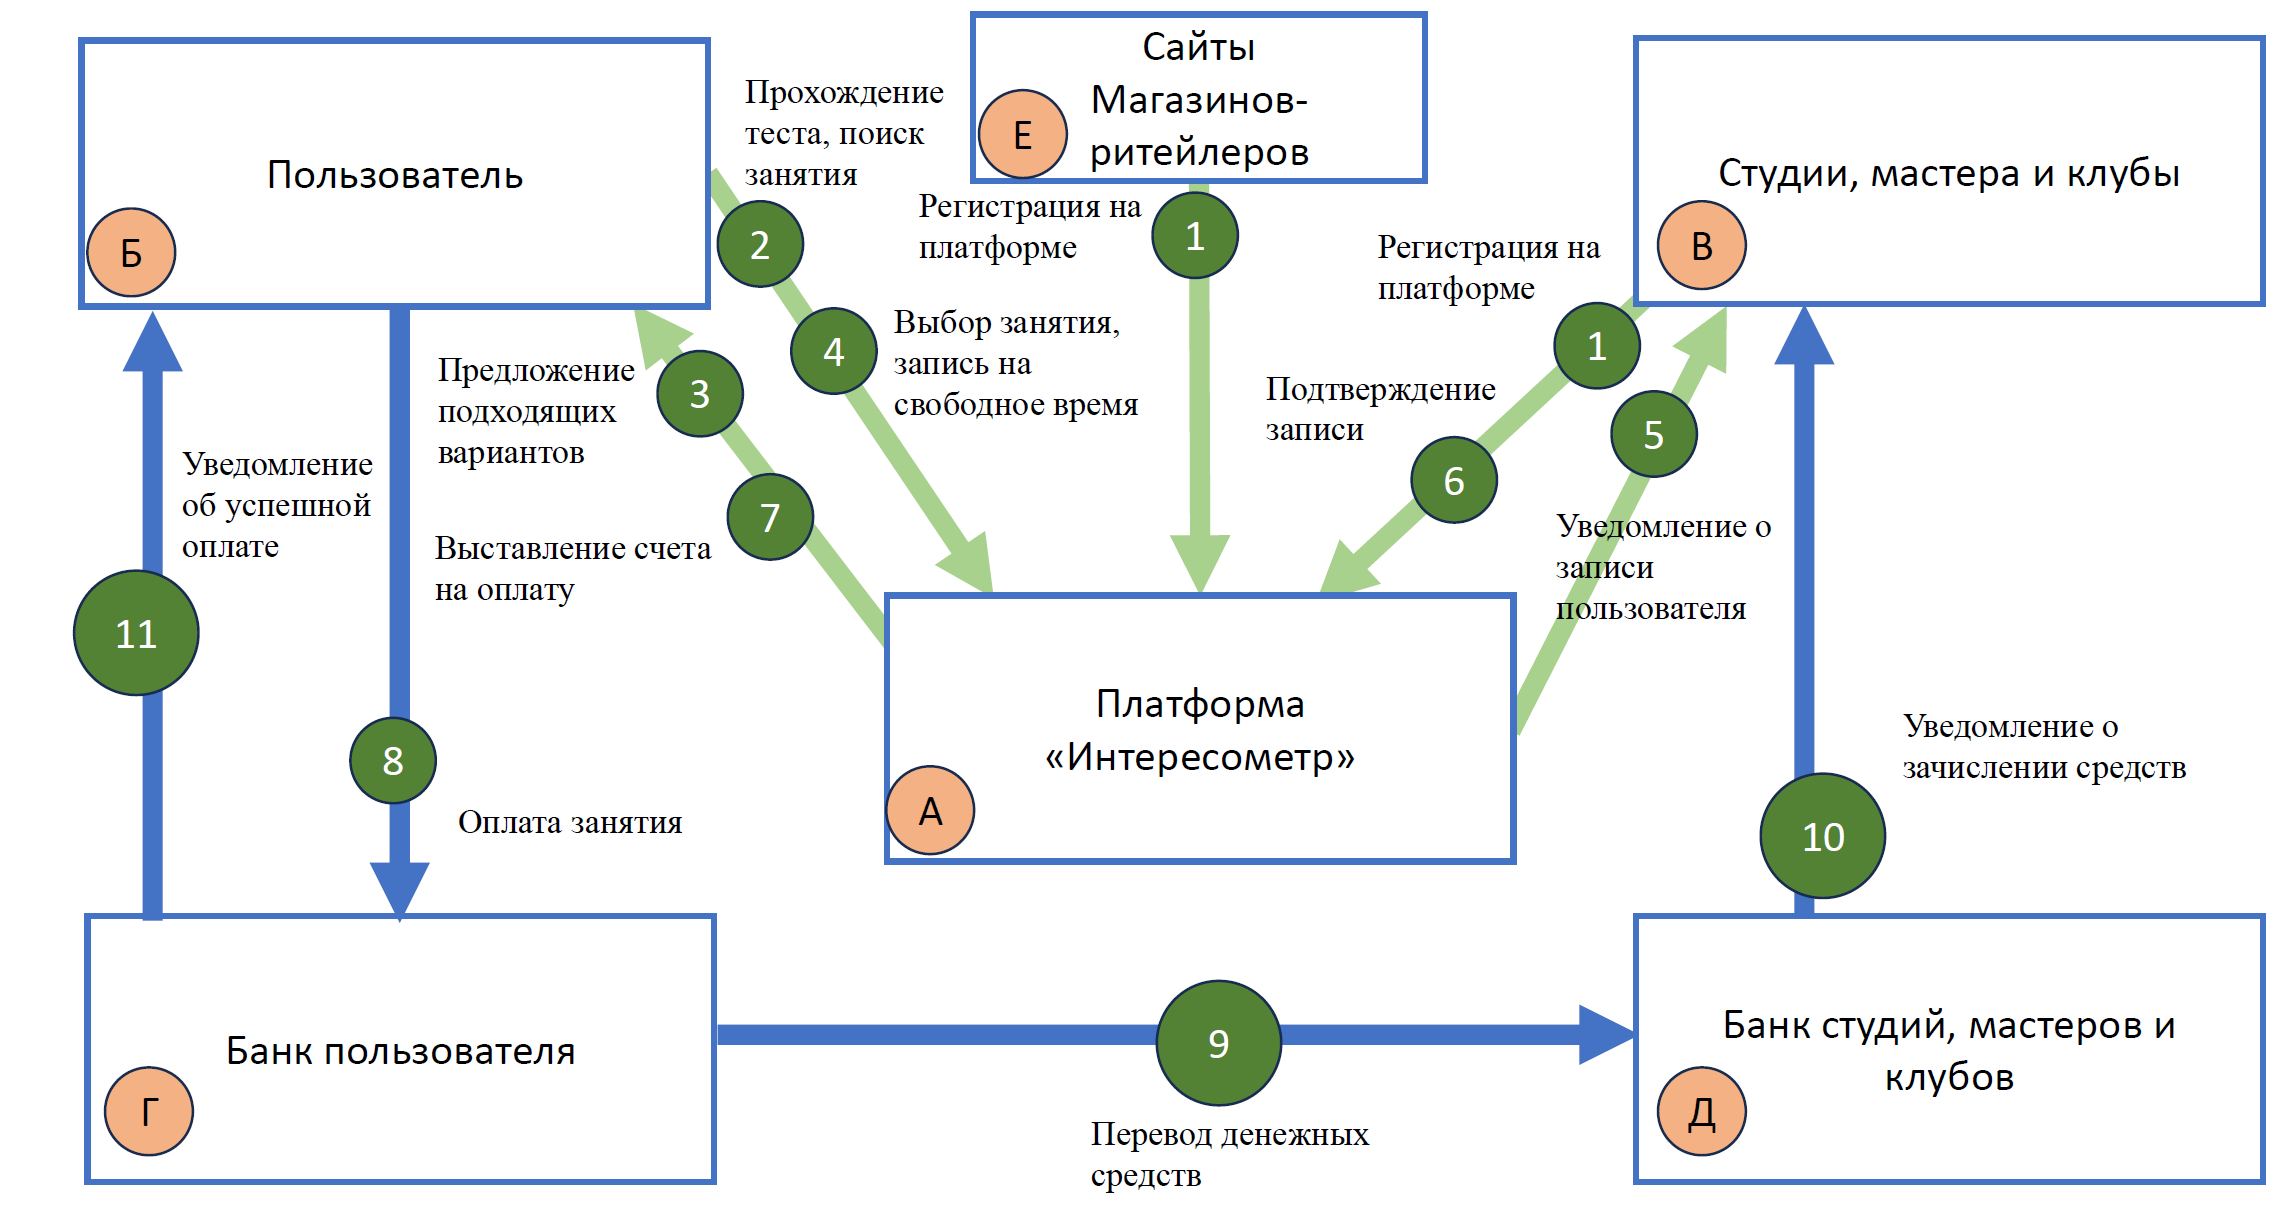 Пользователь
Б
Прохождение
теста, поиск
занятия
2
Сайты
Магазинов-
ритейлеров
Е
Регистрация на
платформе
1
Студии, мастера и клубы
В
Регистрация на
платформе
1
4
Выбор занятия,
запись на
свободное время
Предложение
подходящих
вариантов
3
Подтверждение
записи
6
5
Уведомление о
записи
пользователя
Уведомление
об успешной
оплате
11
7
Выставление счета
на оплату
8
Оплата занятия
Платформа
«Интересометр»
А
Уведомление о
зачислении средств
10
Банк пользователя
Г
9
Перевод денежных
средств
Банк студий, мастеров и
клубов
Д